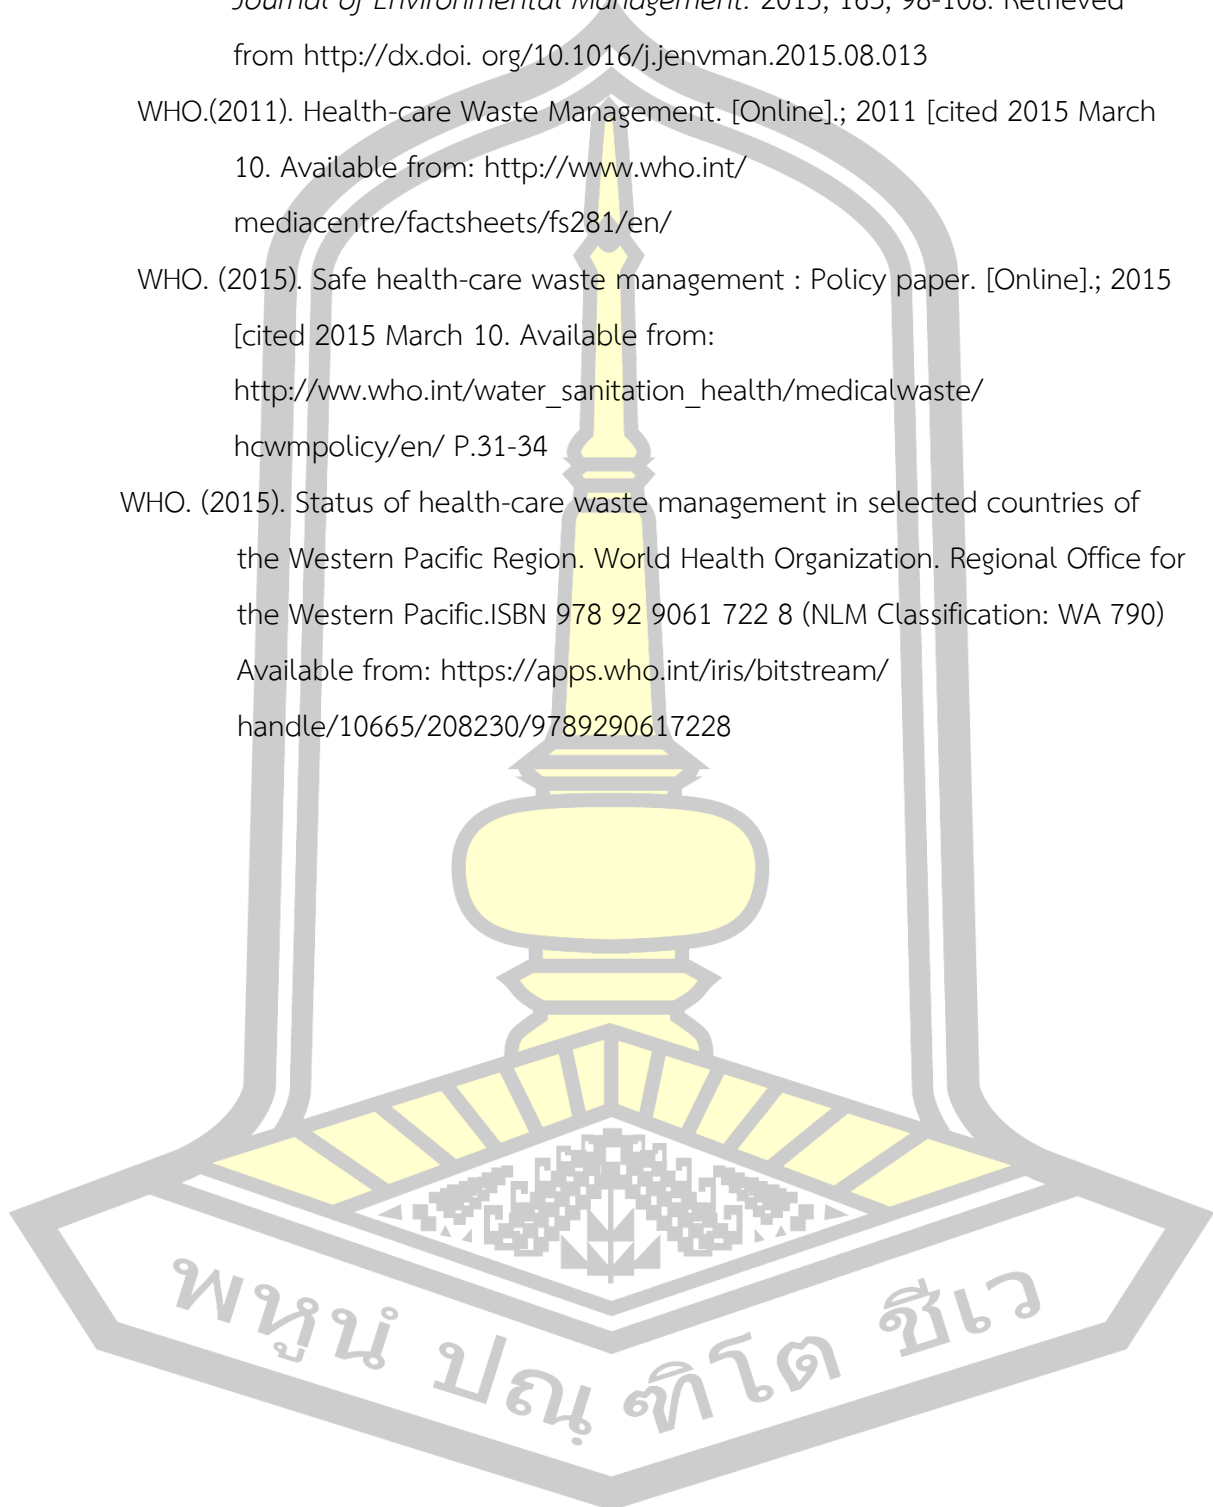 Journal of Environmental Management. 2015, 163, 98-108. Retrieved
from http://dx.doi. org/10.1016/j.jenvman.2015.08.013
WHO.(2011). Health-care Waste Management. [Online].; 2011 [cited 2015 March
10. Available from: http://www.who.int/
mediacentre/factsheets/fs281/en/
WHO. (2015). Safe health-care waste management : Policy paper. [Online].; 2015
[cited 2015 March 10. Available from:
http://ww.who.int/water_sanitation_health/medicalwaste/
hcwmpolicy/en/ P.31-34
WHO. (2015). Status of health-care waste management in selected countries of
the Western Pacific Region. World Health Organization. Regional Office for
the Western Pacific.ISBN 978 92 9061 722 8 (NLM Classification: WA 790)
Available from: https://apps.who.int/iris/bitstream/
handle/10665/208230/9789290617228
พหูนํ ปณฺฑิโต ชีเว